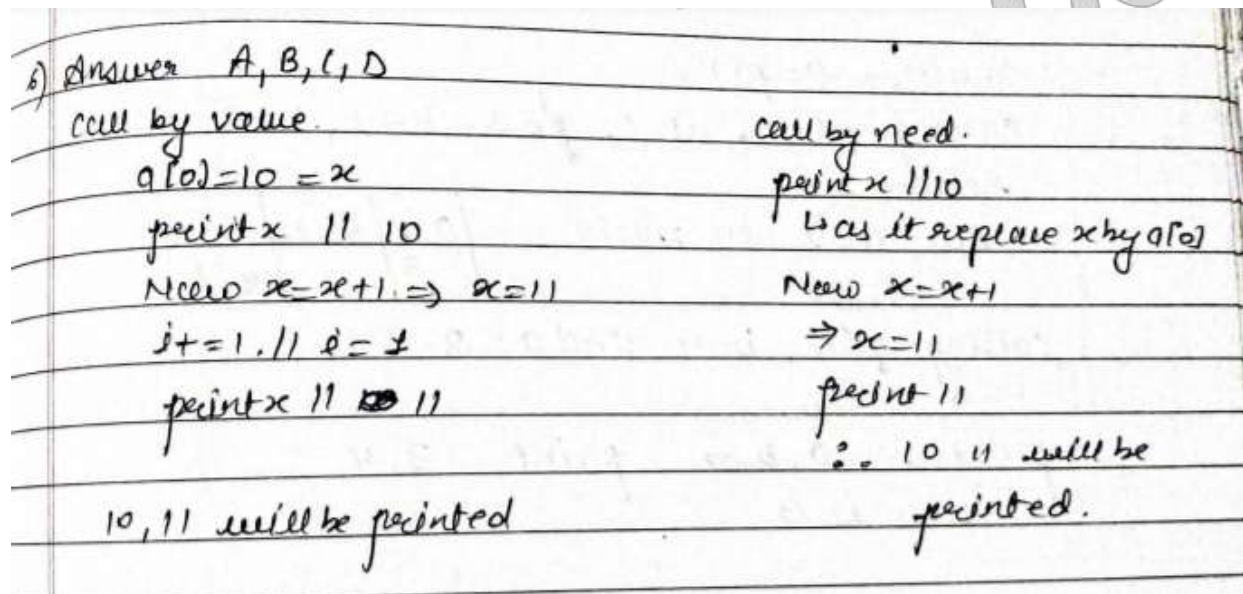 6) Answer A, B, C, D
call by value.
a[0]=10 = x
print x // 10
Now x=x+1. => x=11
i+=1. // i = 1
print x // 11
10, 11 will be printed
call by need.
print x //10
↳ as it replace x by a[0]
Now x=x+1
⇒ x=11
print 11
∴ 10 11 will be
printed.